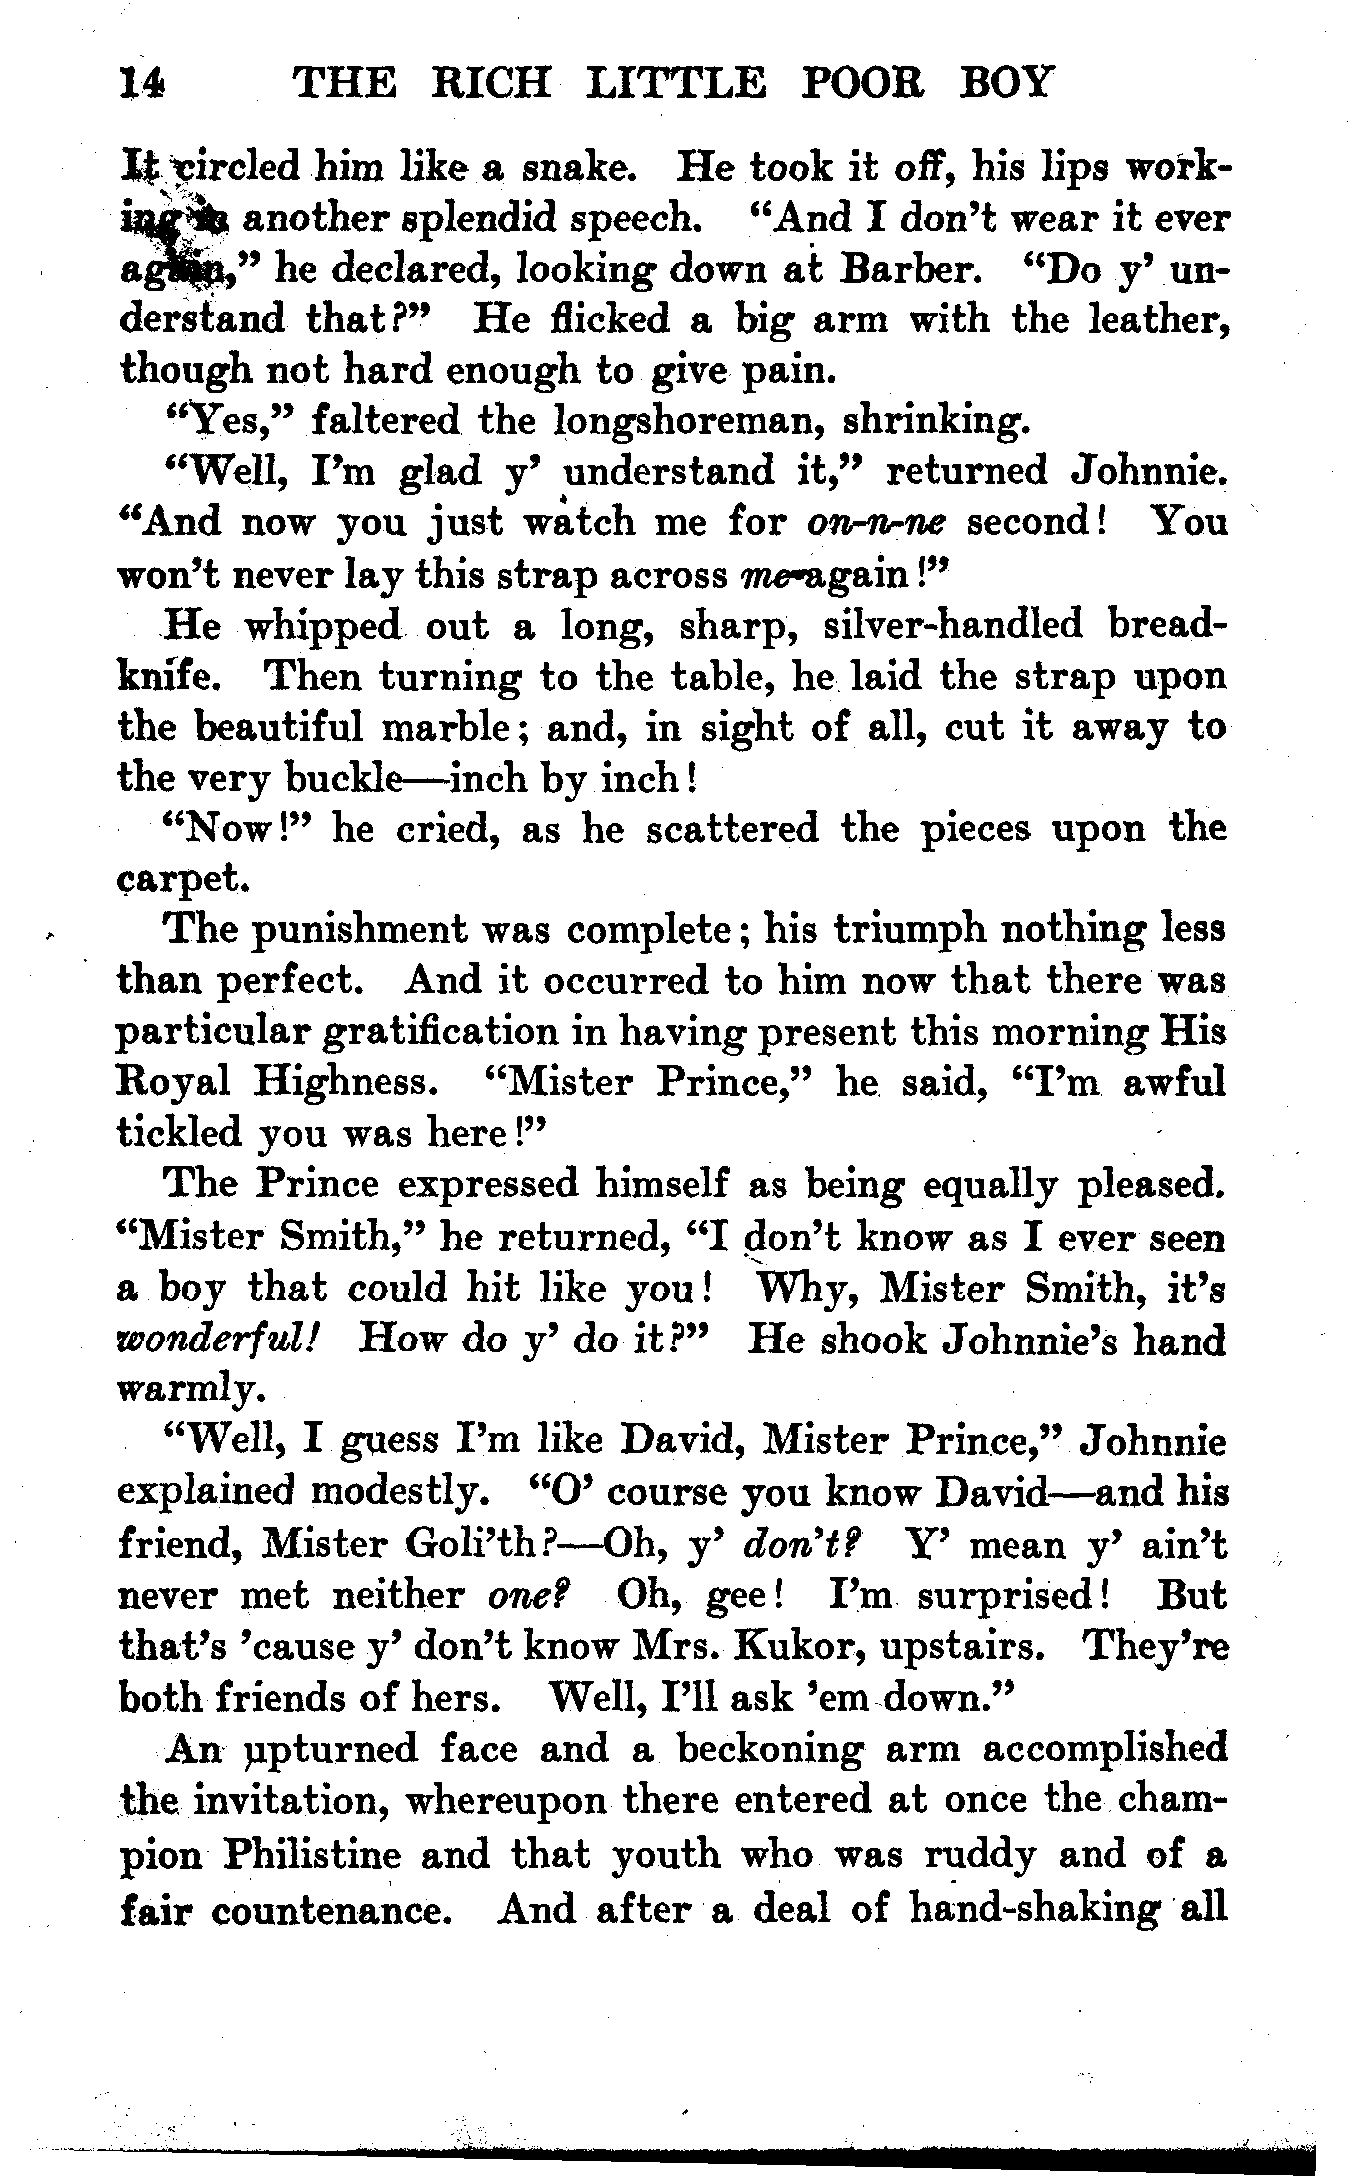 14 THE RICH LITTLE POOR BOY
It circled him like a snake. He took it off, his lips work-
ing in another splendid speech. “And I don’t wear it ever
again,” he declared, looking down at Barber. “Do y’ un-
derstand that?” He flicked a big arm with the leather,
though not hard enough to give pain.
“Yes,” faltered the longshoreman, shrinking.
“Well, I’m glad y’ understand it,” returned Johnnie.
“And now you just watch me for on-n-ne second! You
won’t never lay this strap across me again!”
He whipped out a long, sharp, silver-handled bread-
knife. Then turning to the table, he laid the strap upon
the beautiful marble; and, in sight of all, cut it away to
the very buckle—inch by inch!
“Now!” he cried, as he scattered the pieces upon the
carpet.
The punishment was complete; his triumph nothing less
than perfect. And it occurred to him now that there was
particular gratification in having present this morning His
Royal Highness. “Mister Prince,” he said, “I’m awful
tickled you was here!”
The Prince expressed himself as being equally pleased.
“Mister Smith,” he returned, “I don’t know as I ever seen
a boy that could hit like you! Why, Mister Smith, it’s
wonderful! How do y’ do it?” He shook Johnnie’s hand
warmly.
“Well, I guess I’m like David, Mister Prince,” Johnnie
explained modestly. “O’ course you know David—and his
friend, Mister Goli’th?—Oh, y’ don’t? Y’ mean y’ ain’t
never met neither one? Oh, gee! I’m surprised! But
that’s ’cause y’ don’t know Mrs. Kukor, upstairs. They’re
both friends of hers. Well, I’ll ask ’em down.”
An upturned face and a beckoning arm accomplished
the invitation, whereupon there entered at once the cham-
pion Philistine and that youth who was ruddy and of a
fair countenance. And after a deal of hand-shaking all